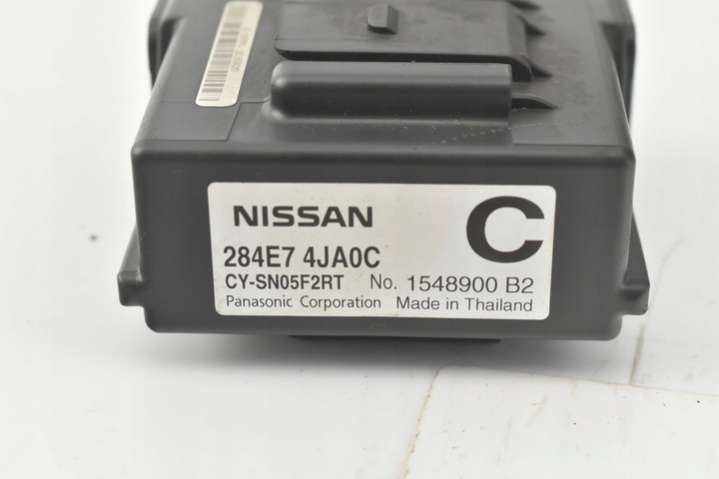 NISSAN
C
284E7 4JA0C
CY-SN05F2RT No. 1548900 B2
Panasonic Corporation Made in Thailand